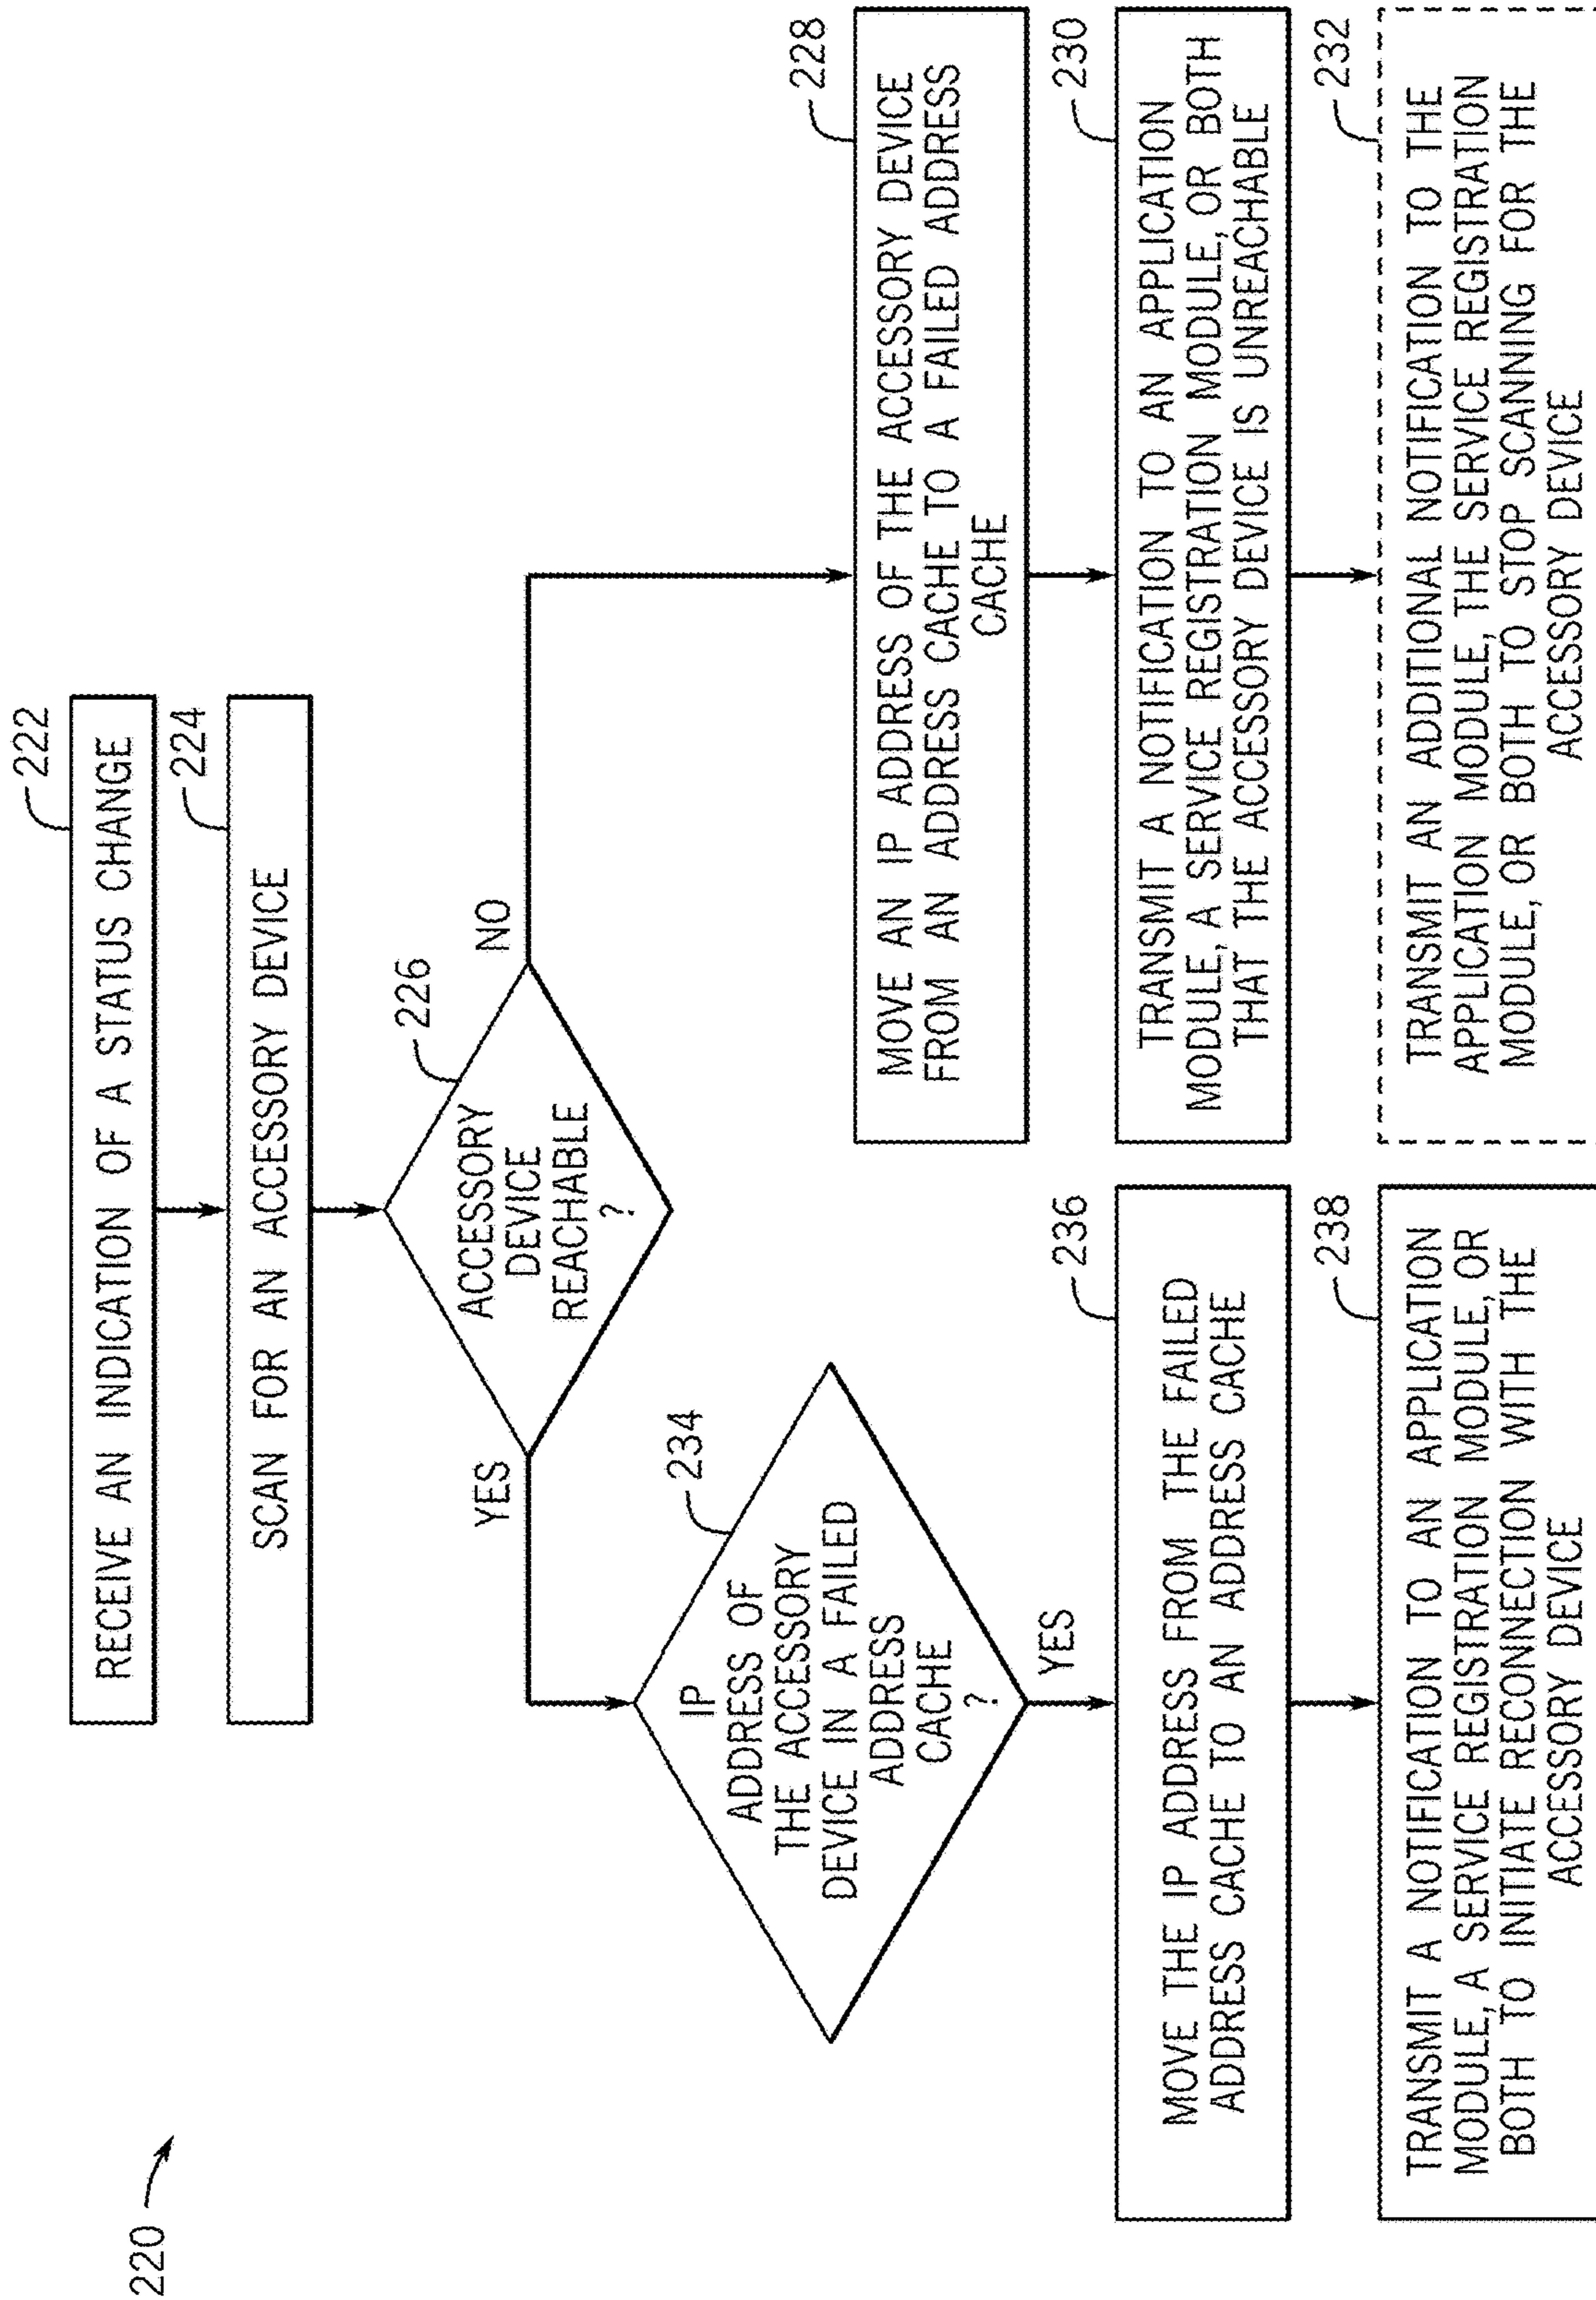 220
222
RECEIVE AN INDICATION OF A STATUS CHANGE
224
SCAN FOR AN ACCESSORY DEVICE
226
ACCESSORY
DEVICE
REACHABLE
?
YES
NO
234
IP
ADDRESS OF
THE ACCESSORY
DEVICE IN A FAILED
ADDRESS
CACHE
?
YES
228
MOVE AN IP ADDRESS OF THE ACCESSORY DEVICE
FROM AN ADDRESS CACHE TO A FAILED ADDRESS
CACHE
236
MOVE THE IP ADDRESS FROM THE FAILED
ADDRESS CACHE TO AN ADDRESS CACHE
230
TRANSMIT A NOTIFICATION TO AN APPLICATION
MODULE, A SERVICE REGISTRATION MODULE, OR BOTH
THAT THE ACCESSORY DEVICE IS UNREACHABLE
238
TRANSMIT A NOTIFICATION TO AN APPLICATION
MODULE, A SERVICE REGISTRATION MODULE, OR
BOTH TO INITIATE RECONNECTION WITH THE
ACCESSORY DEVICE
232
TRANSMIT AN ADDITIONAL NOTIFICATION TO THE
APPLICATION MODULE, THE SERVICE REGISTRATION
MODULE, OR BOTH TO STOP SCANNING FOR THE
ACCESSORY DEVICE